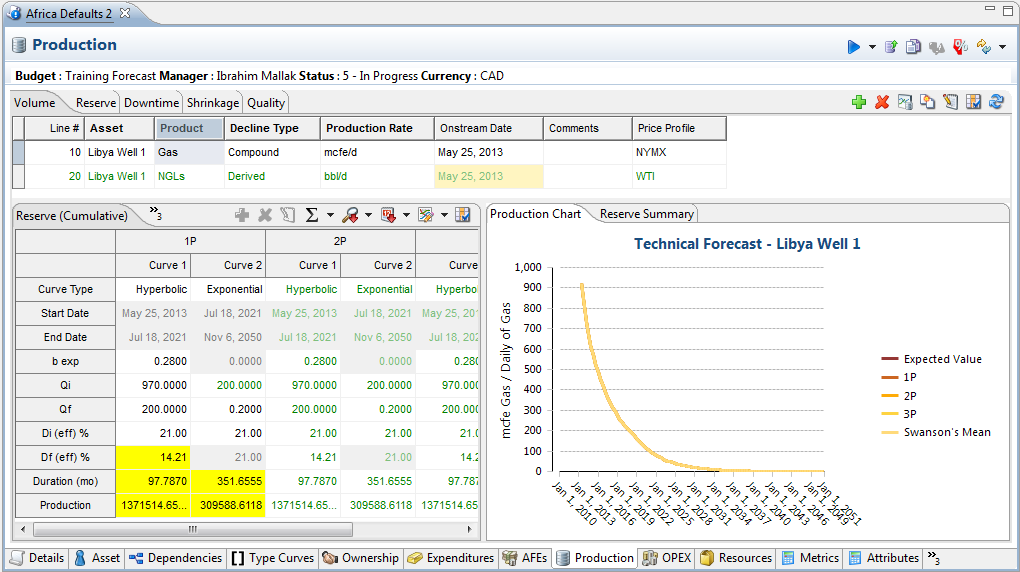 Africa Defaults 2
Production
Budget : Training Forecast Manager : Ibrahim Mallak Status : 5 - In Progress Currency : CAD
Volume Reserve Downtime Shrinkage Quality
Line # Asset Product Decline Type Production Rate Onstream Date Comments Price Profile
10 Libya Well 1 Gas Compound mcfe/d May 25, 2013 NYMX
20 Libya Well 1 NGLs Derived bbl/d May 25, 2013 WTI
Reserve (Cumulative) »3
1P 2P
Curve 1 Curve 2 Curve 1 Curve 2 Curve
Curve Type Hyperbolic Exponential Hyperbolic Exponential Hyperbo
Start Date May 25, 2013 Jul 18, 2021 May 25, 2013 Jul 18, 2021 May 25, 20
End Date Jul 18, 2021 Nov 6, 2050 Jul 18, 2021 Nov 6, 2050 Jul 18, 20
b exp 0.2800 0.0000 0.2800 0.0000 0.280
Qi 970.0000 200.0000 970.0000 200.0000 970.000
Qf 200.0000 0.2000 200.0000 0.2000 200.000
Di (eff) % 21.00 21.00 21.00 21.00 21.0
Df (eff) % 14.21 21.00 14.21 21.00 14.2
Duration (mo) 97.7870 351.6555 97.7870 351.6555 97.787
Production 1371514.65... 309588.6118 1371514.65... 309588.6118 1371514.65
Production Chart Reserve Summary
Technical Forecast - Libya Well 1
mcfe Gas / Daily of Gas
1,000
900
800
700
600
500
400
300
200
100
0
Jan 1, 2010
Jan 1, 2013
Jan 1, 2016
Jan 1, 2019
Jan 1, 2022
Jan 1, 2025
Jan 1, 2028
Jan 1, 2031
Jan 1, 2034
Jan 1, 2037
Jan 1, 2040
Jan 1, 2043
Jan 1, 2046
Jan 1, 2049
Jan 1, 2051
Expected Value
1P
2P
3P
Swanson's Mean
Details Asset Dependencies Type Curves Ownership Expenditures AFEs Production OPEX Resources Metrics Attributes »3